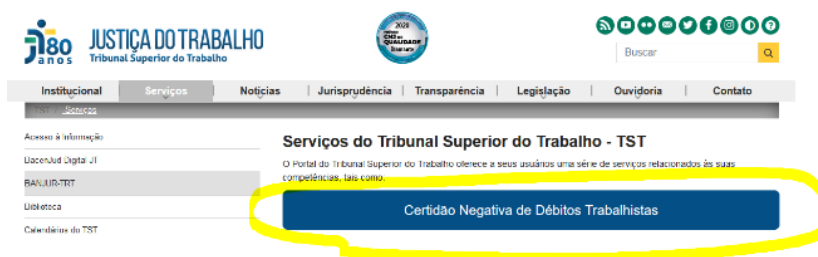 80 anos
JUSTIÇA DO TRABALHO
Tribunal Superior do Trabalho
2020
QUALIDADE
Buscar
Institucional | Serviços | Notícias | Jurisprudência | Transparência | Legislação | Ouvidoria | Contato
TST / Serviços
Acesso à Informação
BacenJud Digital JT
BANJUR-TRT
Biblioteca
Calendários do TST
Serviços do Tribunal Superior do Trabalho - TST
O Portal do Tribunal Superior do Trabalho oferece a seus usuários uma série de serviços relacionados às suas
competências, tais como:
Certidão Negativa de Débitos Trabalhistas